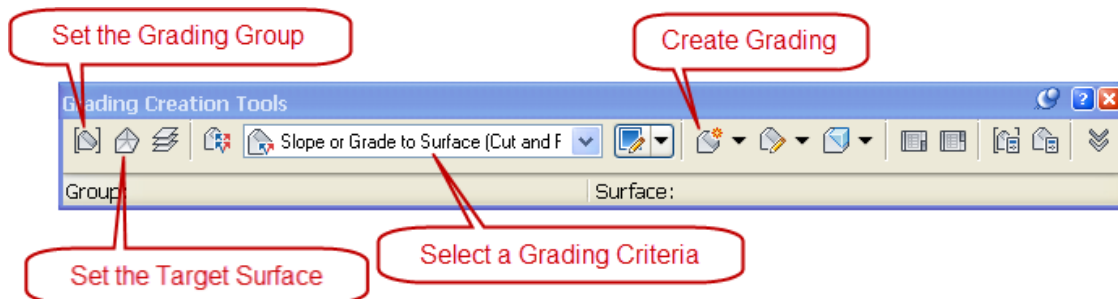 Set the Grading Group
Create Grading
Grading Creation Tools
Slope or Grade to Surface (Cut and F
Group:
Surface:
Select a Grading Criteria
Set the Target Surface